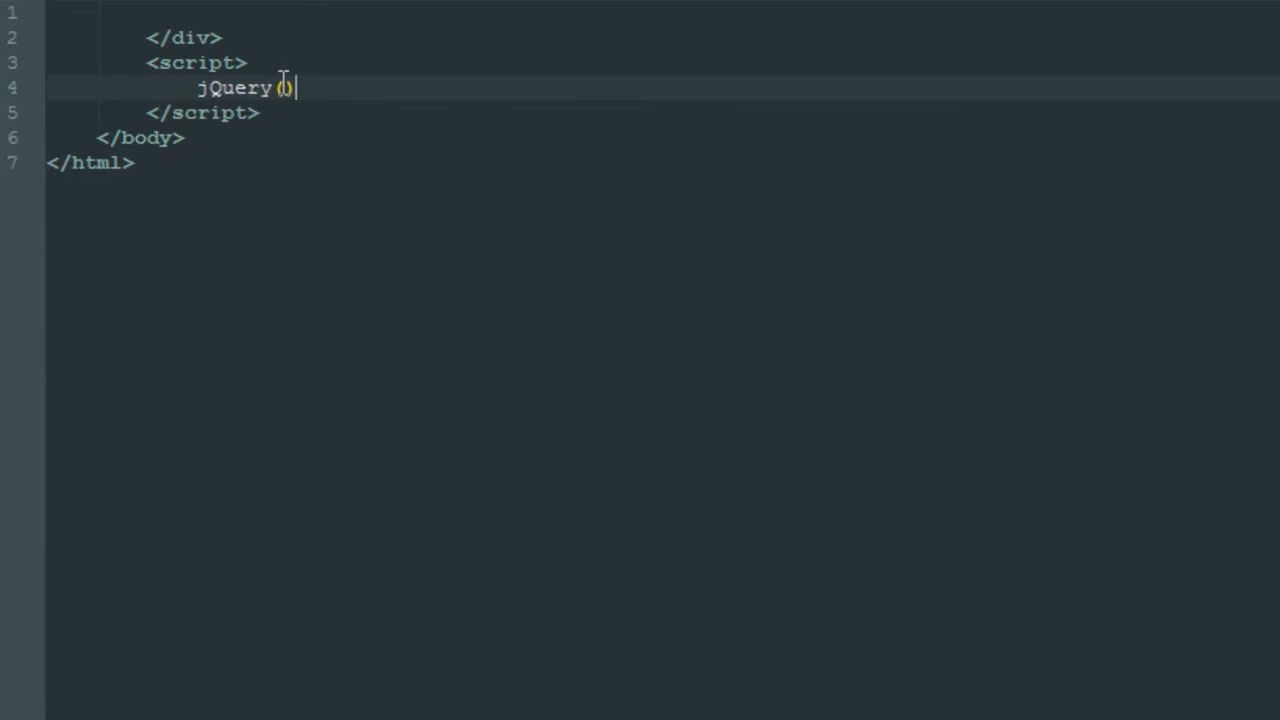 1
2 </div>
3 <script>
4 jQuery()
5 </script>
6 </body>
7 </html>